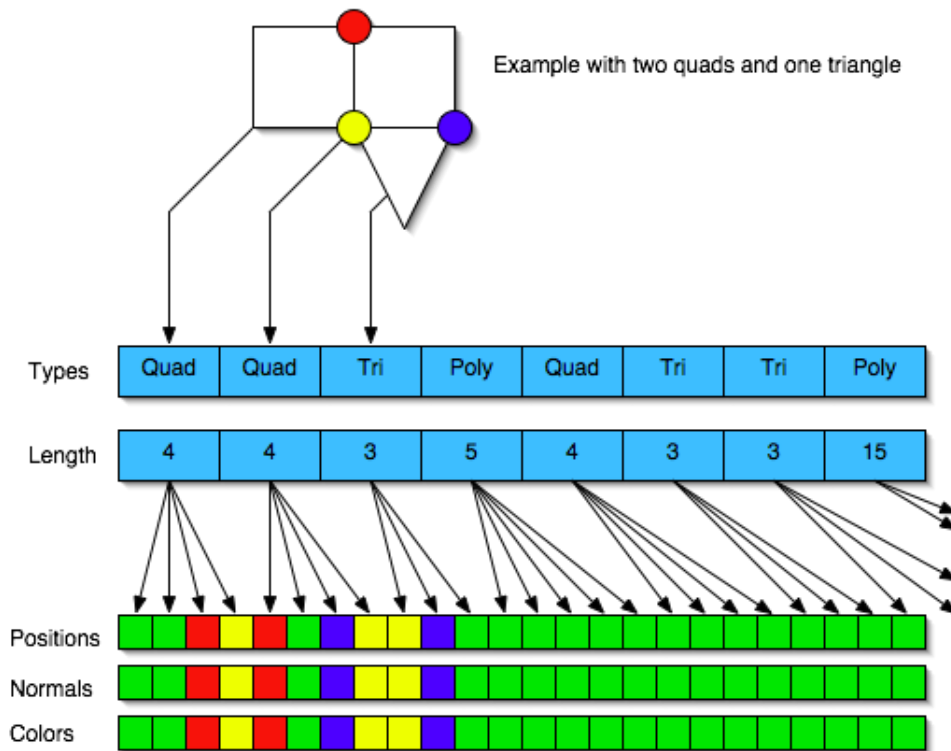 Example with two quads and one triangle
Types Quad Quad Tri Poly Quad Tri Tri Poly
Length 4 4 3 5 4 3 3 15
Positions
Normals
Colors